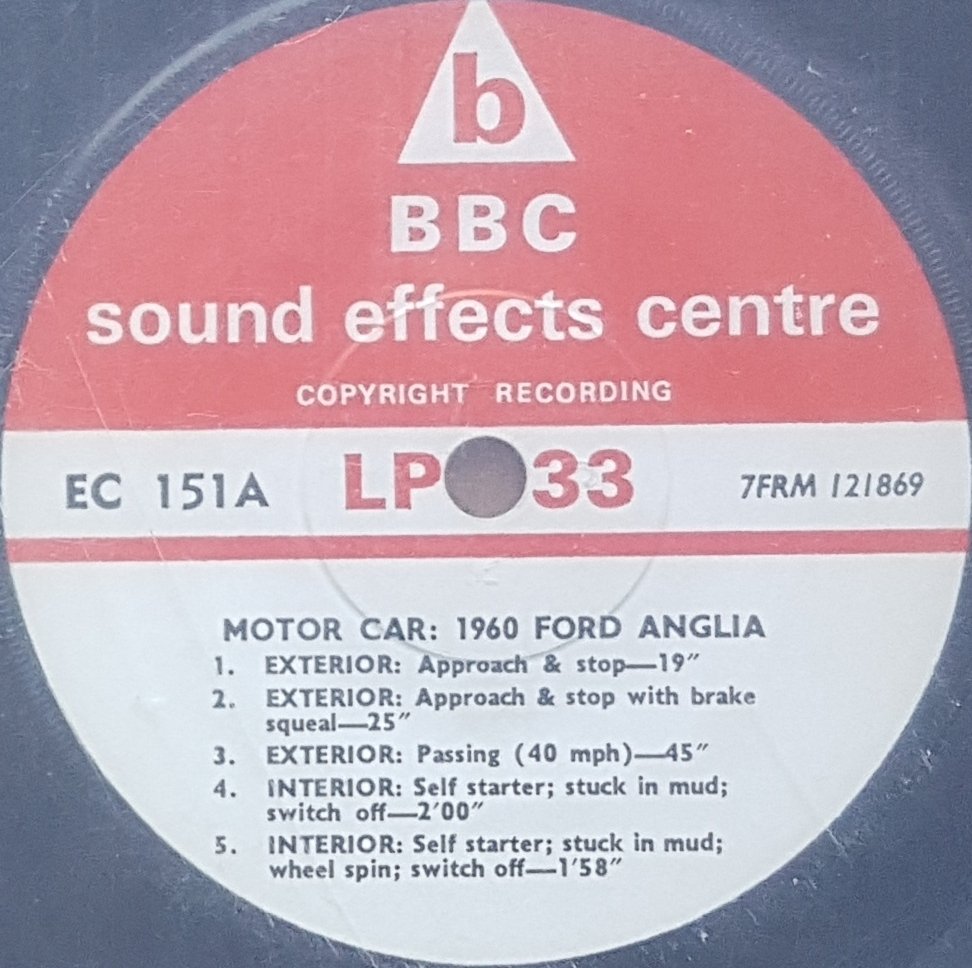 b
BBC
sound effects centre
COPYRIGHT RECORDING
EC 151A LP 33 7FRM 121869
MOTOR CAR: 1960 FORD ANGLIA
1. EXTERIOR: Approach & stop—19″
2. EXTERIOR: Approach & stop with brake
squeal—25″
3. EXTERIOR: Passing (40 mph)—45″
4. INTERIOR: Self starter; stuck in mud;
switch off—2′00″
5. INTERIOR: Self starter; stuck in mud;
wheel spin; switch off—1′58″